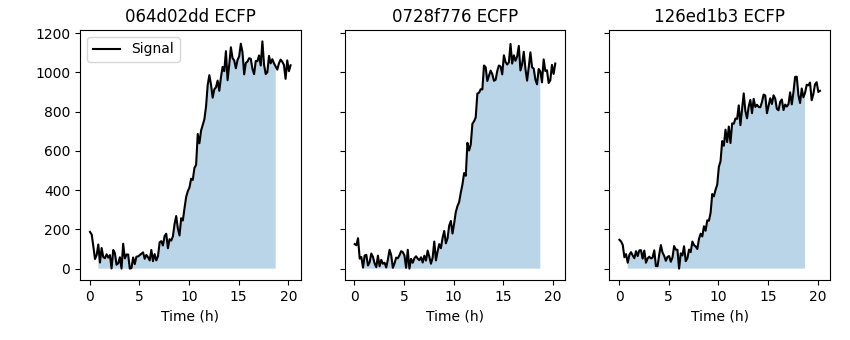 064d02dd ECFP
0728f776 ECFP
126ed1b3 ECFP
Signal
1200
1000
800
600
400
200
0
0 5 10 15 20
0 5 10 15 20
0 5 10 15 20
Time (h)
Time (h)
Time (h)